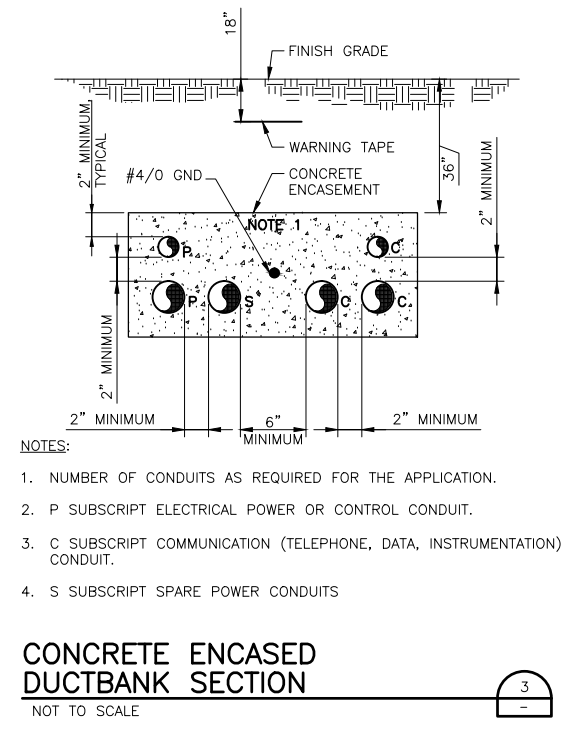 18"
FINISH GRADE
WARNING TAPE
2" MINIMUM
TYPICAL
#4/0 GND
CONCRETE
ENCASEMENT
36"
2" MINIMUM
NOTE 1
P
C
P
S
C
C
2" MINIMUM
2" MINIMUM
6"
MINIMUM
2" MINIMUM
NOTES:
1. NUMBER OF CONDUITS AS REQUIRED FOR THE APPLICATION.
2. P SUBSCRIPT ELECTRICAL POWER OR CONTROL CONDUIT.
3. C SUBSCRIPT COMMUNICATION (TELEPHONE, DATA, INSTRUMENTATION)
CONDUIT.
4. S SUBSCRIPT SPARE POWER CONDUITS
CONCRETE ENCASED
DUCTBANK SECTION
NOT TO SCALE
3
-